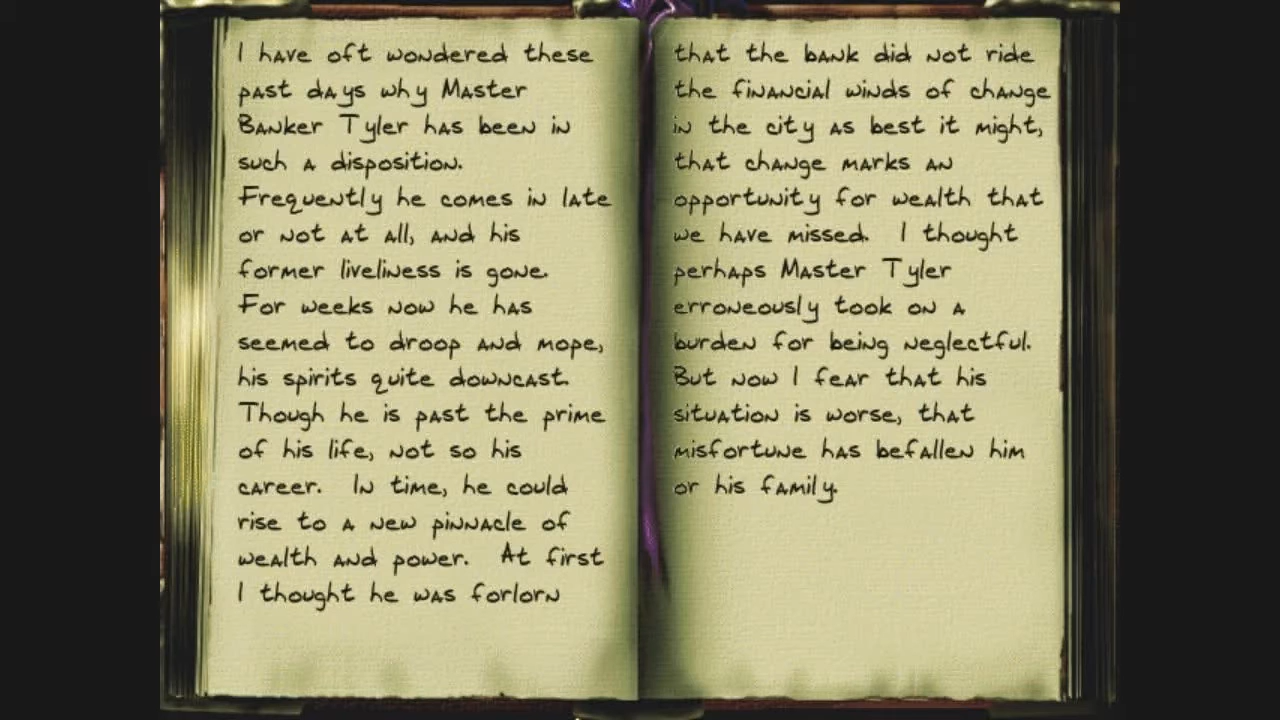 I have oft wondered these
past days why Master
Banker Tyler has been in
such a disposition.
Frequently he comes in late
or not at all, and his
former liveliness is gone.
For weeks now he has
seemed to droop and mope,
his spirits quite downcast.
Though he is past the prime
of his life, not so his
career. In time, he could
rise to a new pinnacle of
wealth and power. At first
I thought he was forlorn
that the bank did not ride
the financial winds of change
in the city as best it might,
that change marks an
opportunity for wealth that
we have missed. I thought
perhaps Master Tyler
erroneously took on a
burden for being neglectful.
But now I fear that his
situation is worse, that
misfortune has befallen him
or his family.